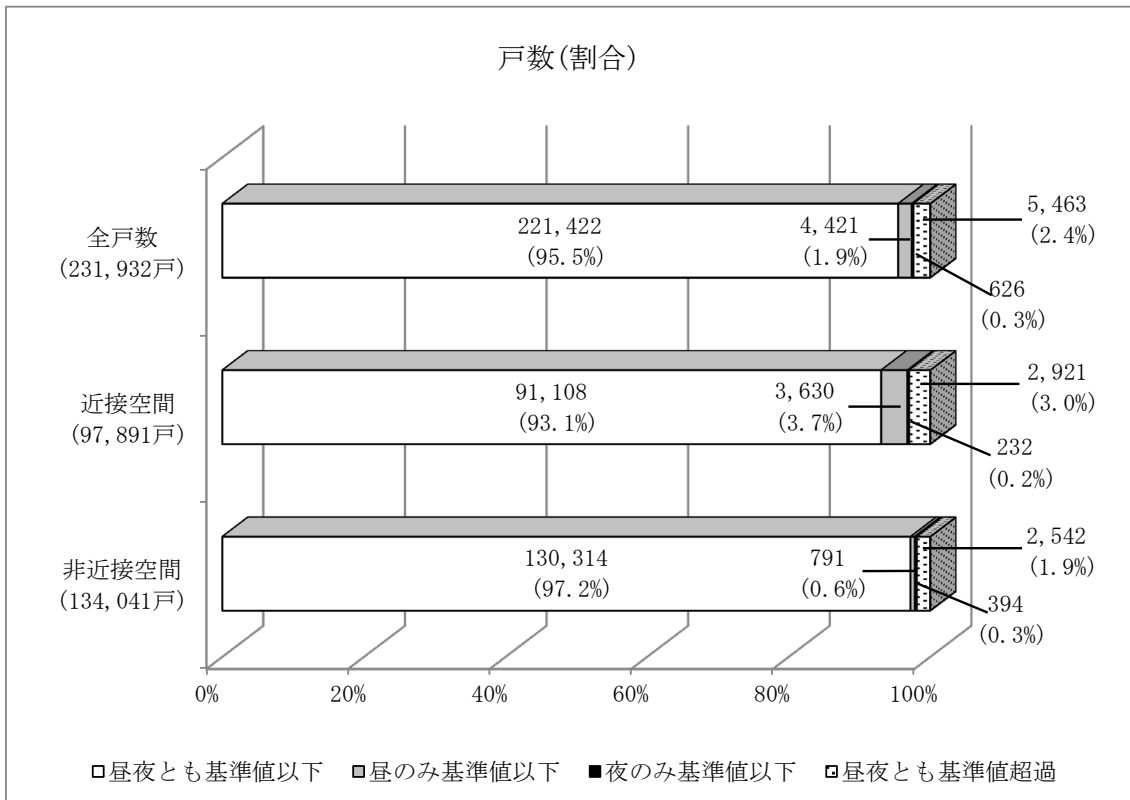 戸数(割合)
全戸数
(231,932戸)
221,422
(95.5%)
4,421
(1.9%)
5,463
(2.4%)
626
(0.3%)
近接空間
(97,891戸)
91,108
(93.1%)
3,630
(3.7%)
2,921
(3.0%)
232
(0.2%)
非近接空間
(134,041戸)
130,314
(97.2%)
791
(0.6%)
2,542
(1.9%)
394
(0.3%)
0% 20% 40% 60% 80% 100%
昼夜とも基準値以下 昼のみ基準値以下 夜のみ基準値以下 昼夜とも基準値超過